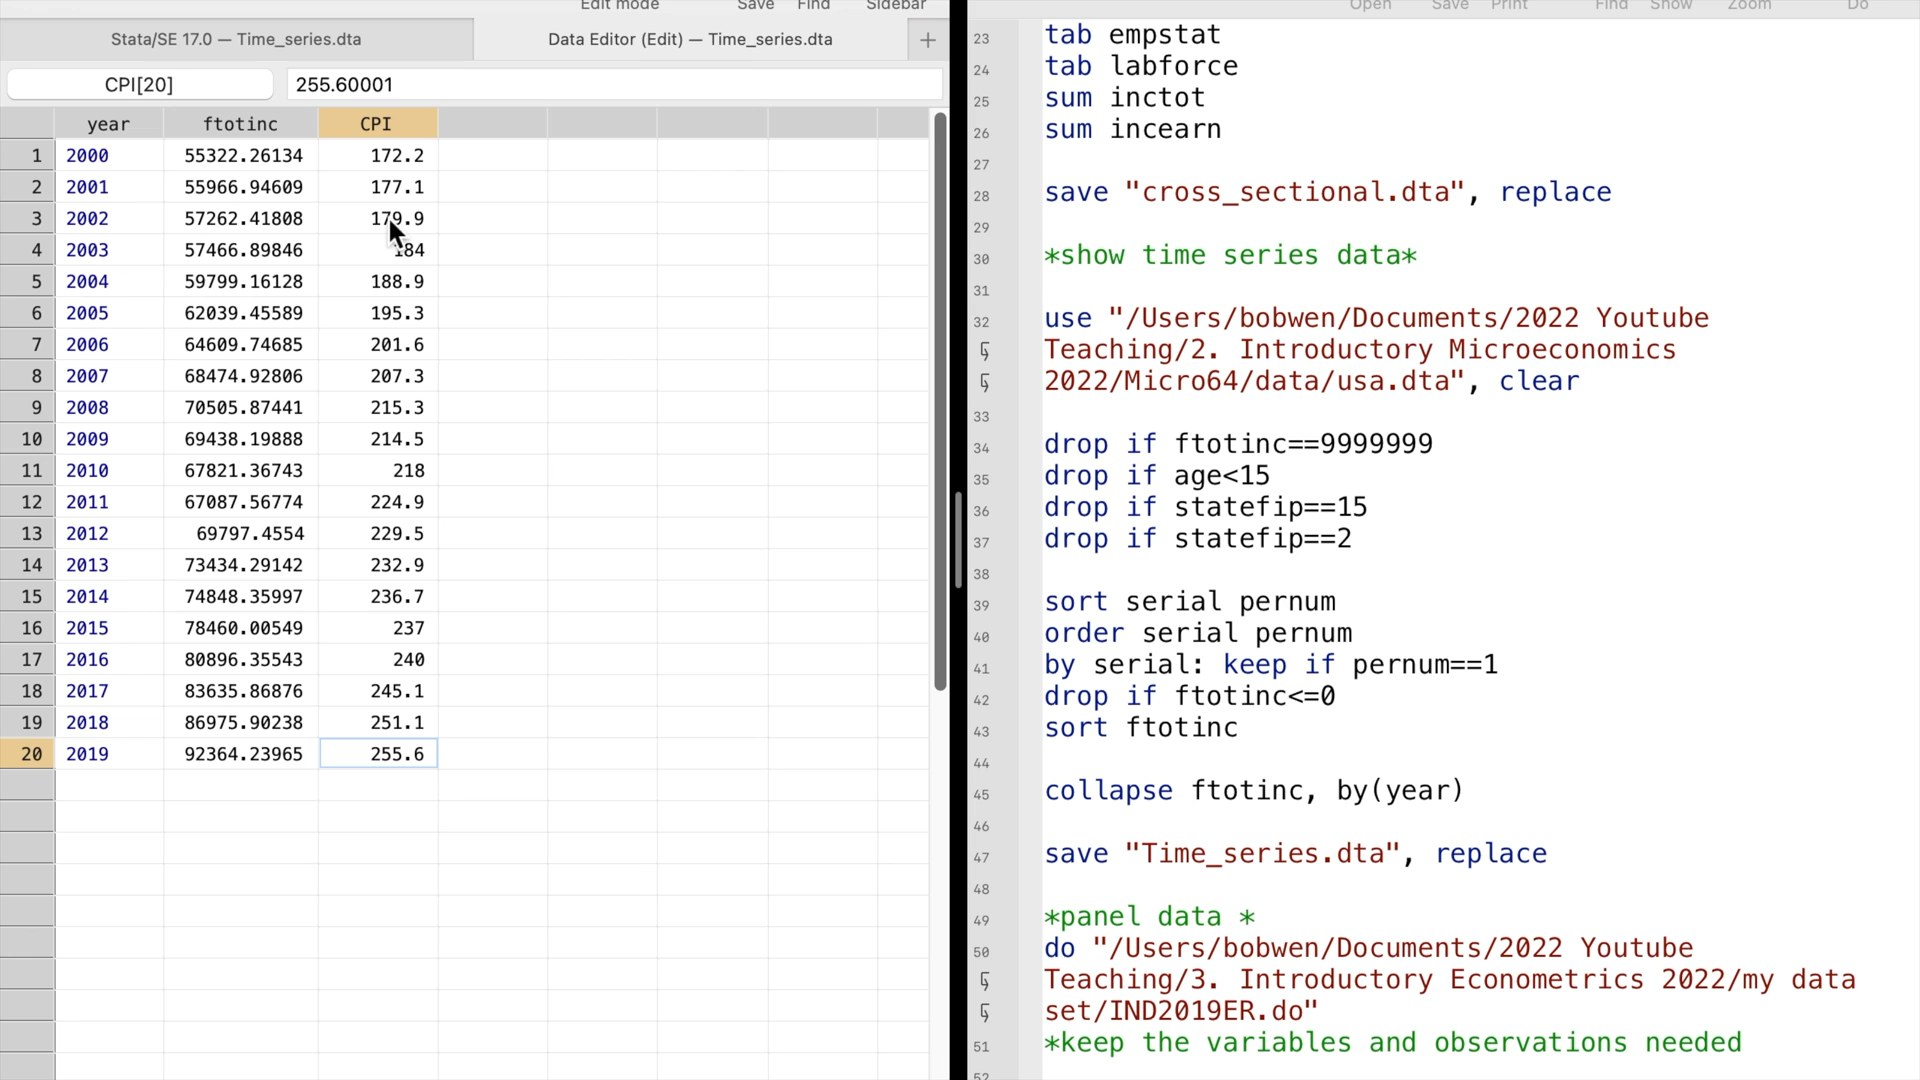 Edit mode Save Find Sidebar
Stata/SE 17.0 — Time_series.dta
Data Editor (Edit) — Time_series.dta +
CPI[20] 255.60001
year ftotinc CPI
1 2000 55322.26134 172.2
2 2001 55966.94609 177.1
3 2002 57262.41808 179.9
4 2003 57466.89846 184
5 2004 59799.16128 188.9
6 2005 62039.45589 195.3
7 2006 64609.74685 201.6
8 2007 68474.92806 207.3
9 2008 70505.87441 215.3
10 2009 69438.19888 214.5
11 2010 67821.36743 218
12 2011 67087.56774 224.9
13 2012 69797.4554 229.5
14 2013 73434.29142 232.9
15 2014 74848.35997 236.7
16 2015 78460.00549 237
17 2016 80896.35543 240
18 2017 83635.86876 245.1
19 2018 86975.90238 251.1
20 2019 92364.23965 255.6
Open Save Print Find Show Zoom Do
23 tab empstat
24 tab labforce
25 sum inctot
26 sum incearn
27
28 save "cross_sectional.dta", replace
29
30 *show time series data*
31
32 use "/Users/bobwen/Documents/2022 Youtube
Teaching/2. Introductory Microeconomics
2022/Micro64/data/usa.dta", clear
33
34 drop if ftotinc==9999999
35 drop if age<15
36 drop if statefip==15
37 drop if statefip==2
38
39 sort serial pernum
40 order serial pernum
41 by serial: keep if pernum==1
42 drop if ftotinc<=0
43 sort ftotinc
44
45 collapse ftotinc, by(year)
46
47 save "Time_series.dta", replace
48
49 *panel data *
50 do "/Users/bobwen/Documents/2022 Youtube
Teaching/3. Introductory Econometrics 2022/my data
set/IND2019ER.do"
51 *keep the variables and observations needed
52